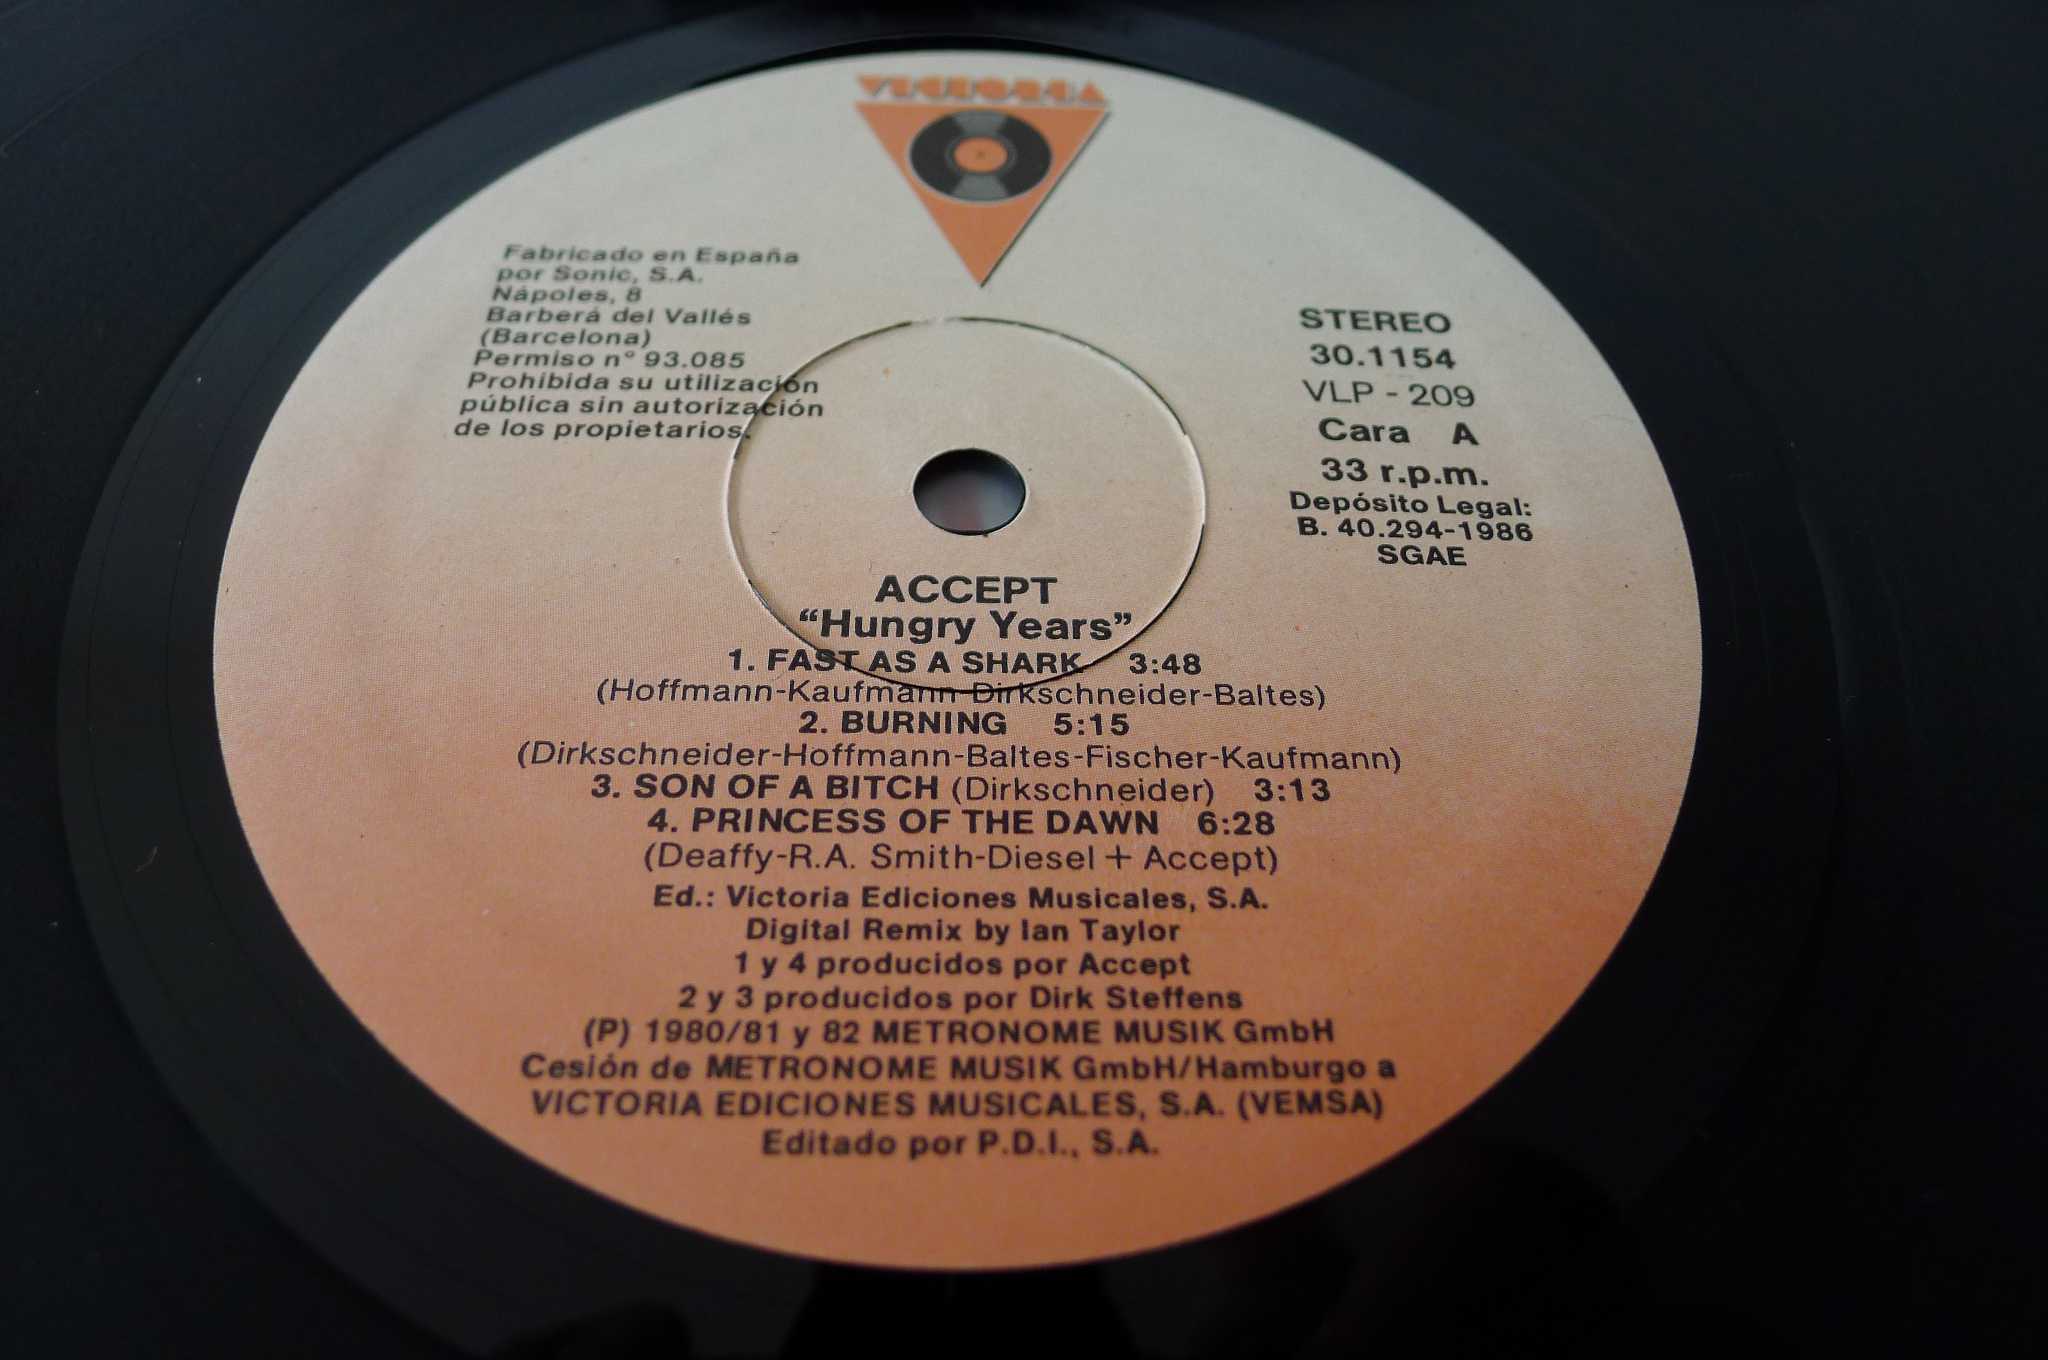 VICTORIA
Fabricado en España
por Sonic, S.A.
Nápoles, 8
Barberá del Vallés
(Barcelona)
Permiso n° 93.085
Prohibida su utilización
pública sin autorización
de los propietarios.
STEREO
30.1154
VLP - 209
Cara A
33 r.p.m.
Depósito Legal:
B. 40.294-1986
SGAE
ACCEPT
“Hungry Years”
1. FAST AS A SHARK 3:48
(Hoffmann-Kaufmann-Dirkschneider-Baltes)
2. BURNING 5:15
(Dirkschneider-Hoffmann-Baltes-Fischer-Kaufmann)
3. SON OF A BITCH (Dirkschneider) 3:13
4. PRINCESS OF THE DAWN 6:28
(Deaffy-R.A. Smith-Diesel + Accept)
Ed.: Victoria Ediciones Musicales, S.A.
Digital Remix by Ian Taylor
1 y 4 producidos por Accept
2 y 3 producidos por Dirk Steffens
(P) 1980/81 y 82 METRONOME MUSIK GmbH
Cesión de METRONOME MUSIK GmbH/Hamburgo a
VICTORIA EDICIONES MUSICALES, S.A. (VEMSA)
Editado por P.D.I., S.A.